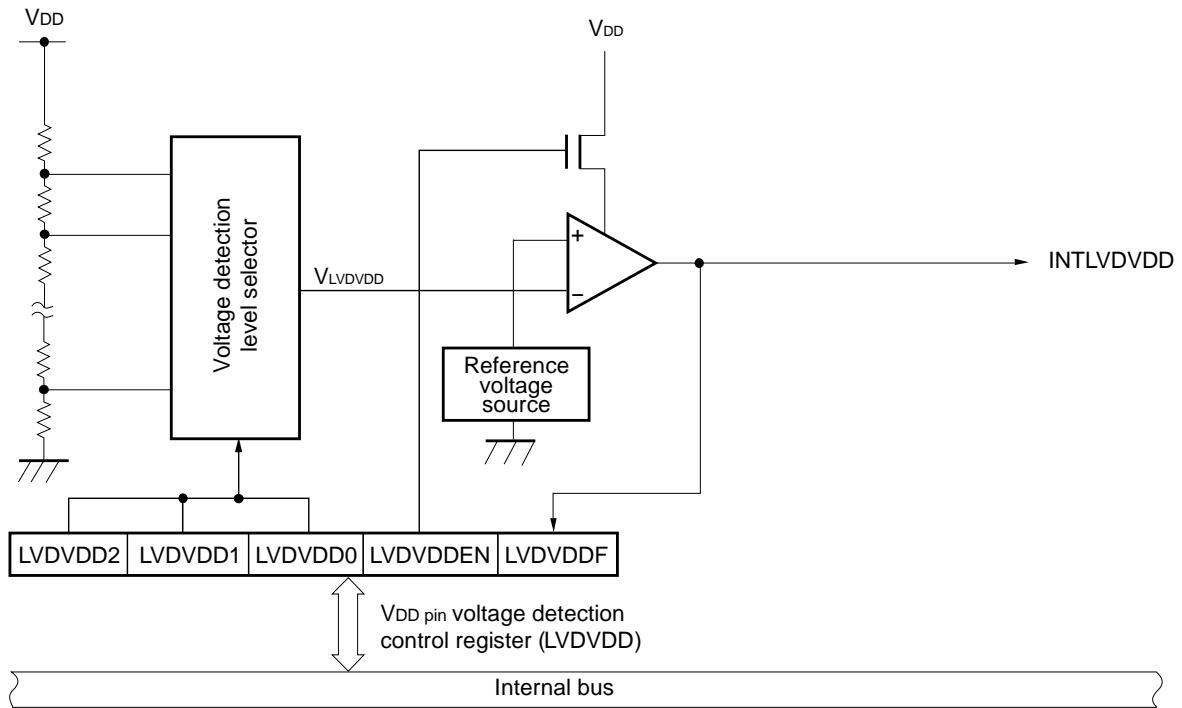 VDD
VDD
Voltage detection
level selector
VLVDVDD
+
−
INTLVDVDD
Reference
voltage
source
LVDVDD2 LVDVDD1 LVDVDD0 LVDVDDEN LVDVDDF
VDD pin voltage detection
control register (LVDVDD)
Internal bus